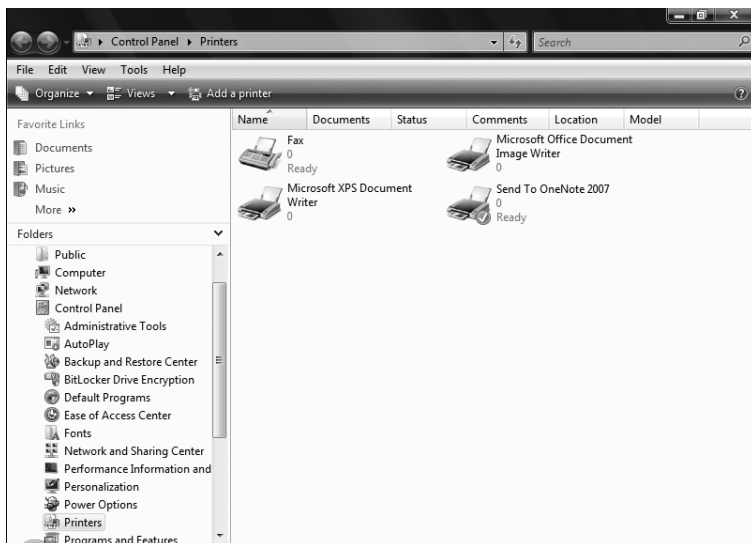 Control Panel ▸ Printers
Search
File Edit View Tools Help
Organize Views Add a printer
Favorite Links
Documents
Pictures
Music
More »
Folders
Public
Computer
Network
Control Panel
Administrative Tools
AutoPlay
Backup and Restore Center
BitLocker Drive Encryption
Default Programs
Ease of Access Center
Fonts
Network and Sharing Center
Performance Information and
Personalization
Power Options
Printers
Programs and Features
Name Documents Status Comments Location Model
Fax
0
Ready
Microsoft Office Document
Image Writer
0
Microsoft XPS Document
Writer
0
Send To OneNote 2007
0
Ready